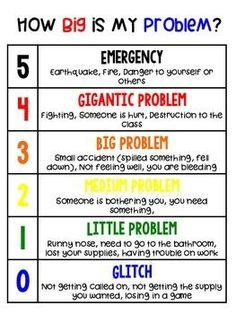 How Big is my Problem?
5
EMERGENCY
Earthquake, Fire, Danger to yourself or
others
4
GIGANTIC PROBLEM
Fighting, Someone is hurt, Destruction to the
class
3
BIG PROBLEM
Small accident (spilled something, fell
down), Not feeling well, you are bleeding
2
MEDIUM PROBLEM
Someone is bothering you, you need
something,
1
LITTLE PROBLEM
Runny nose, need to go to the bathroom,
lost your supplies, having trouble on work
0
GLITCH
Not getting called on, not getting the supply
you wanted, losing in a game